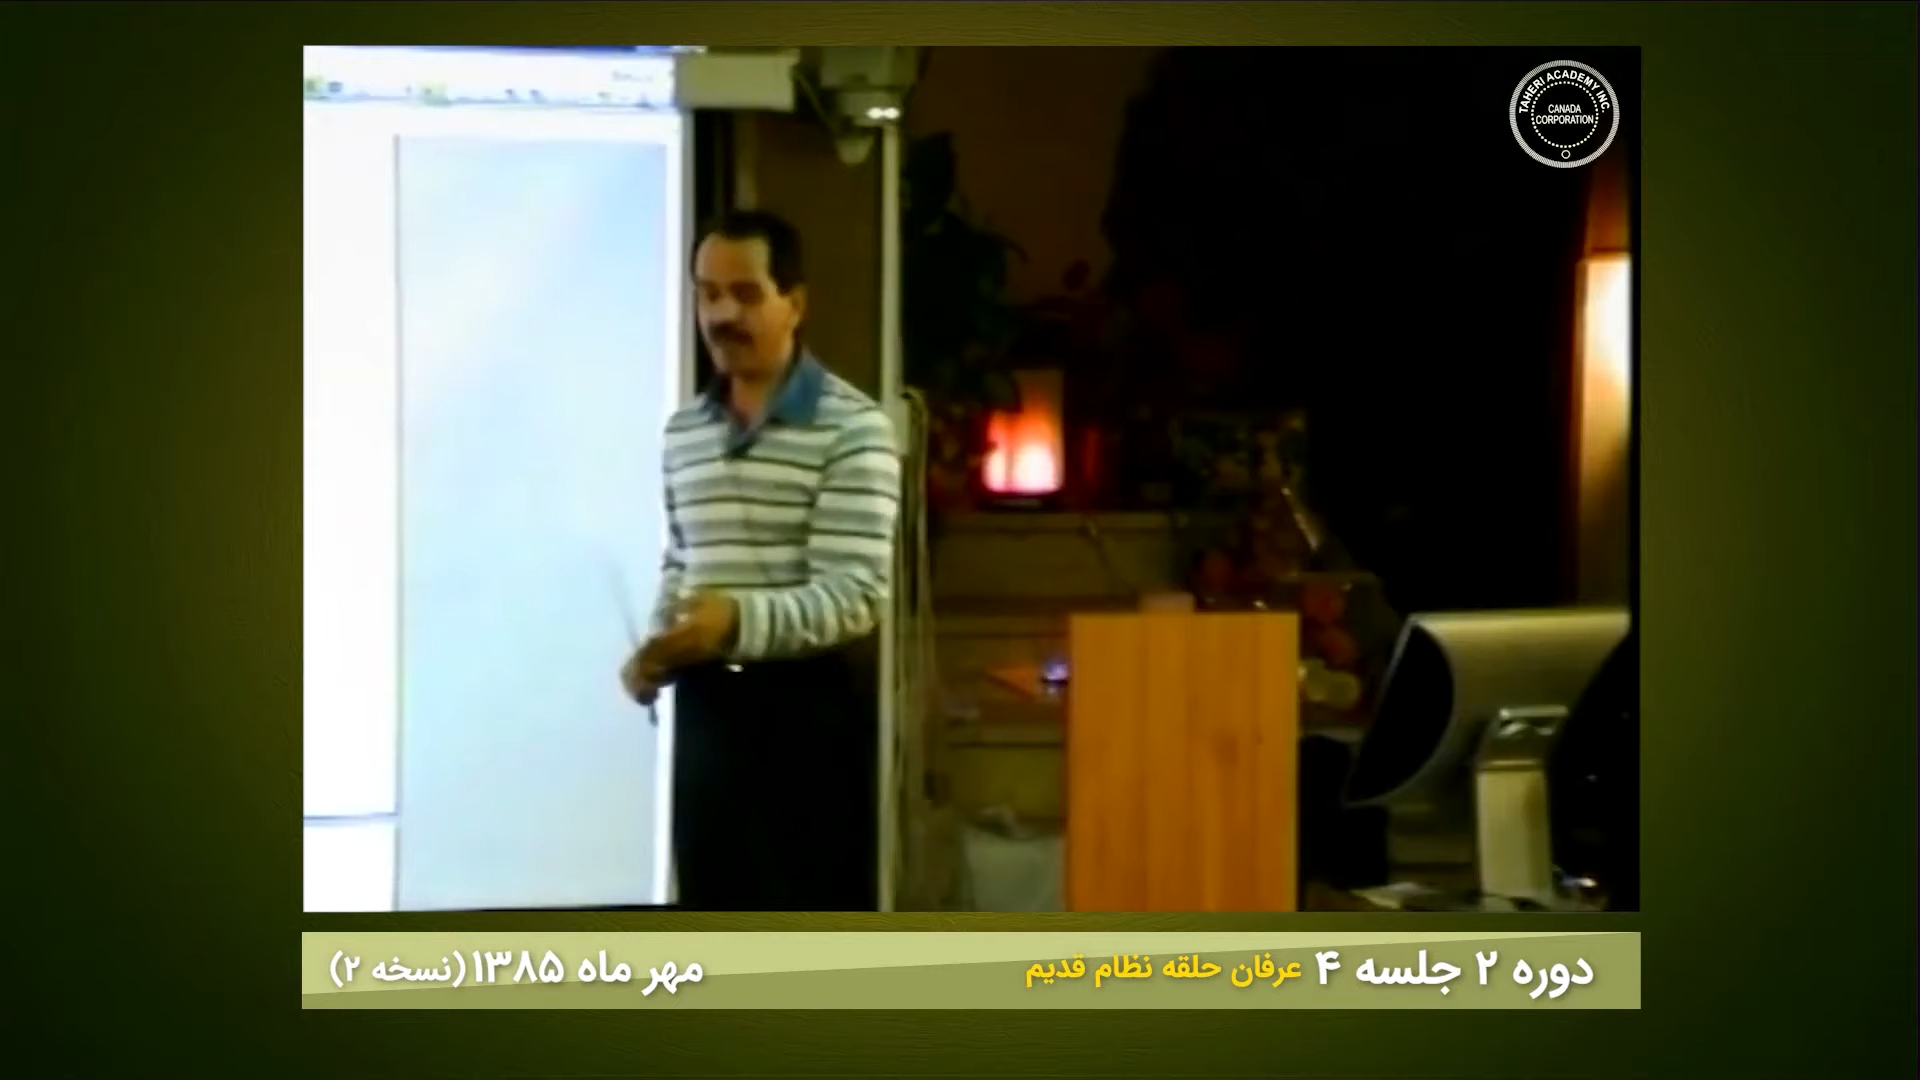 TAHERI ACADEMY INC.
CANADA
CORPORATION
دوره ۲ جلسه ۴ عرفان حلقه نظام قدیم
مهر ماه ۱۳۸۵ (نسخه ۲)